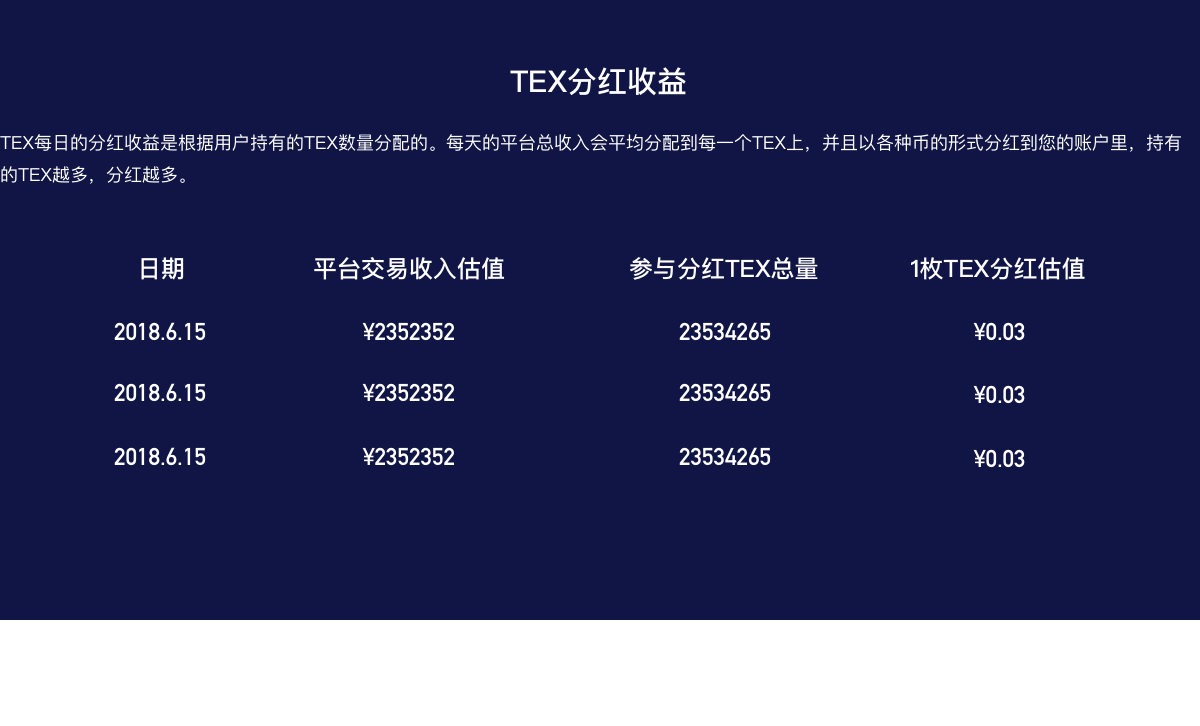 TEX分红收益
TEX每日的分红收益是根据用户持有的TEX数量分配的。每天的平台总收入会平均分配到每一个TEX上，并且以各种币的形式分红到您的账户里，持有
的TEX越多，分红越多。
日期 平台交易收入估值 参与分红TEX总量 1枚TEX分红估值
2018.6.15 ¥2352352 23534265 ¥0.03
2018.6.15 ¥2352352 23534265 ¥0.03
2018.6.15 ¥2352352 23534265 ¥0.03